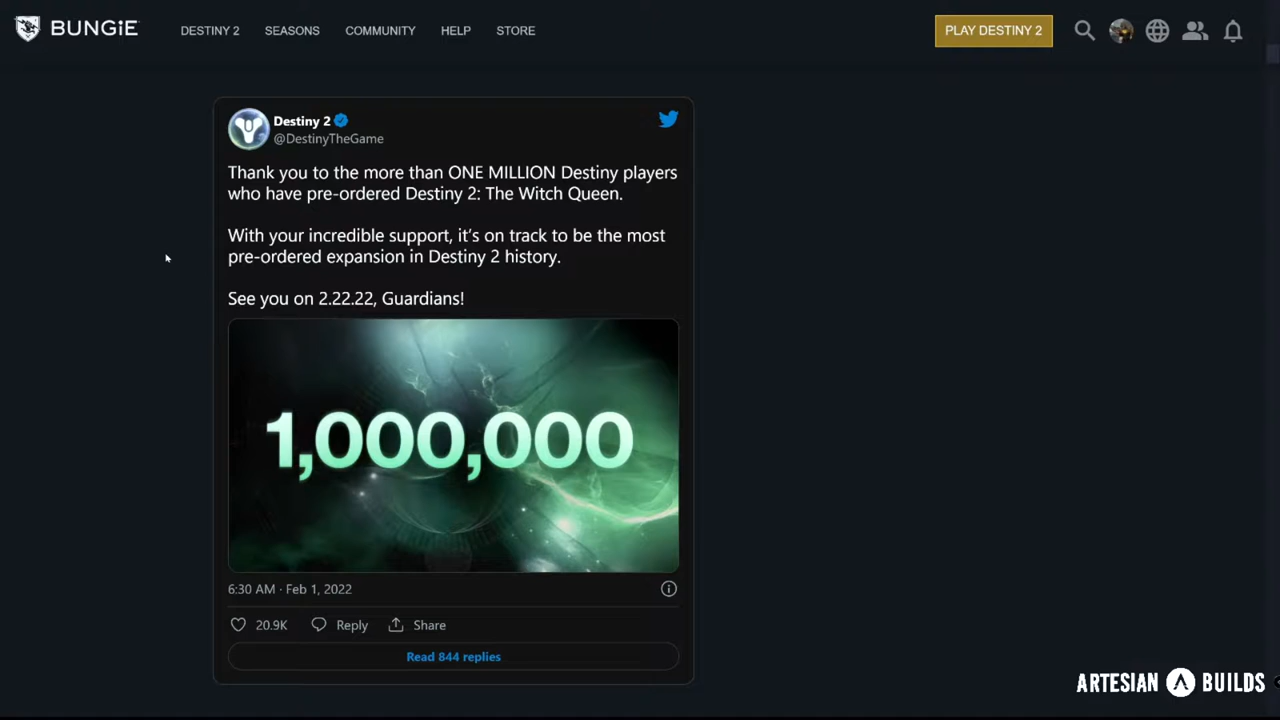 BUNGiE
DESTINY 2 SEASONS COMMUNITY HELP STORE
PLAY DESTINY 2
Destiny 2
@DestinyTheGame
Thank you to the more than ONE MILLION Destiny players
who have pre-ordered Destiny 2: The Witch Queen.
With your incredible support, it’s on track to be the most
pre-ordered expansion in Destiny 2 history.
See you on 2.22.22, Guardians!
1,000,000
6:30 AM · Feb 1, 2022
20.9K Reply Share
Read 844 replies
ARTESIAN BUILDS